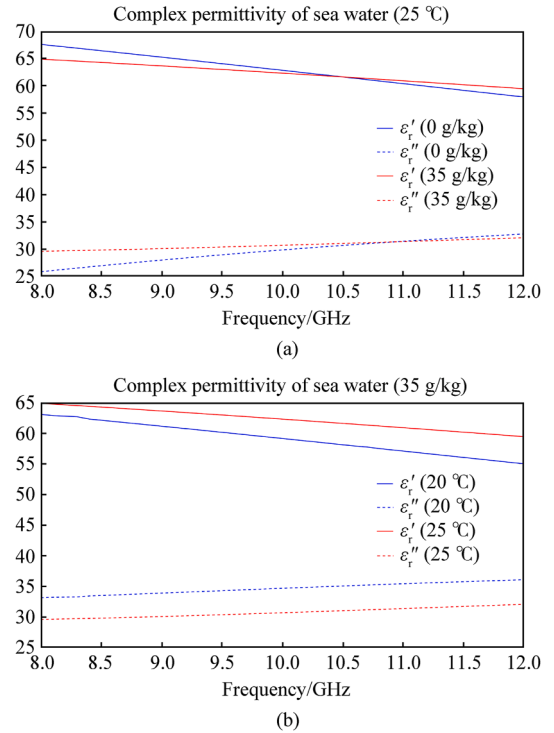 Complex permittivity of sea water (25 ℃)
70
65
60
55
50
45
40
35
30
25
εr′ (0 g/kg)
εr″ (0 g/kg)
εr′ (35 g/kg)
εr″ (35 g/kg)
8.0 8.5 9.0 9.5 10.0 10.5 11.0 11.5 12.0
Frequency/GHz
(a)
Complex permittivity of sea water (35 g/kg)
65
60
55
50
45
40
35
30
25
εr′ (20 ℃)
εr″ (20 ℃)
εr′ (25 ℃)
εr″ (25 ℃)
8.0 8.5 9.0 9.5 10.0 10.5 11.0 11.5 12.0
Frequency/GHz
(b)